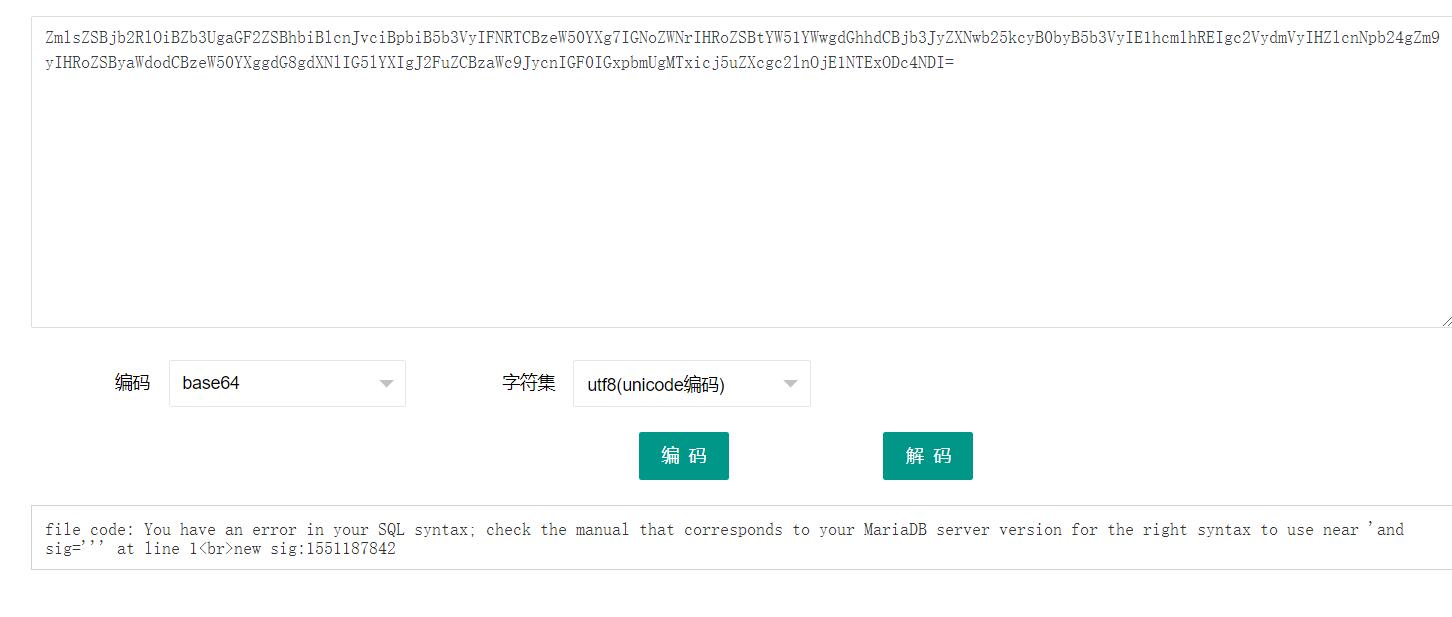 ZmlsZSBjb2RlOiBZb3UgaGF2ZSBhbiBlcnJvciBpbiB5b3VyIFNRTCBzeW50YXg7IGNoZWNrIHRoZSBtYW51YWwgdGhhdCBjb3JyZXNwb25kcyB0byB5b3VyIE1hcmlhREIgc2VydmVyIHZlcnNpb24gZm9
yIHRoZSByaWdodCBzeW50YXggdG8gdXNlIG5lYXIgJ2FuZCBzaWc9JycnIGF0IGxpbmUgMTxicj5uZXcgc2lnOjE1NTExODc4NDI=
编码
base64
字符集
utf8(unicode编码)
编 码
解 码
file code: You have an error in your SQL syntax; check the manual that corresponds to your MariaDB server version for the right syntax to use near 'and
sig=''' at line 1<br>new sig:1551187842